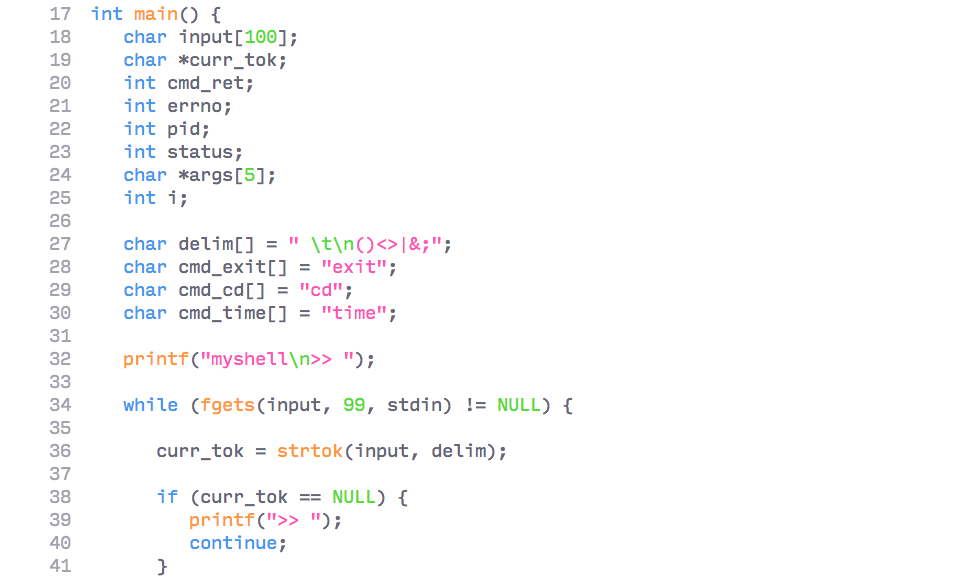 17 int main() {
18    char input[100];
19    char *curr_tok;
20    int cmd_ret;
21    int errno;
22    int pid;
23    int status;
24    char *args[5];
25    int i;
26
27    char delim[] = " \t\n()<>|&;";
28    char cmd_exit[] = "exit";
29    char cmd_cd[] = "cd";
30    char cmd_time[] = "time";
31
32    printf("myshell\n>> ");
33
34    while (fgets(input, 99, stdin) != NULL) {
35
36       curr_tok = strtok(input, delim);
37
38       if (curr_tok == NULL) {
39          printf(">> ");
40          continue;
41       }